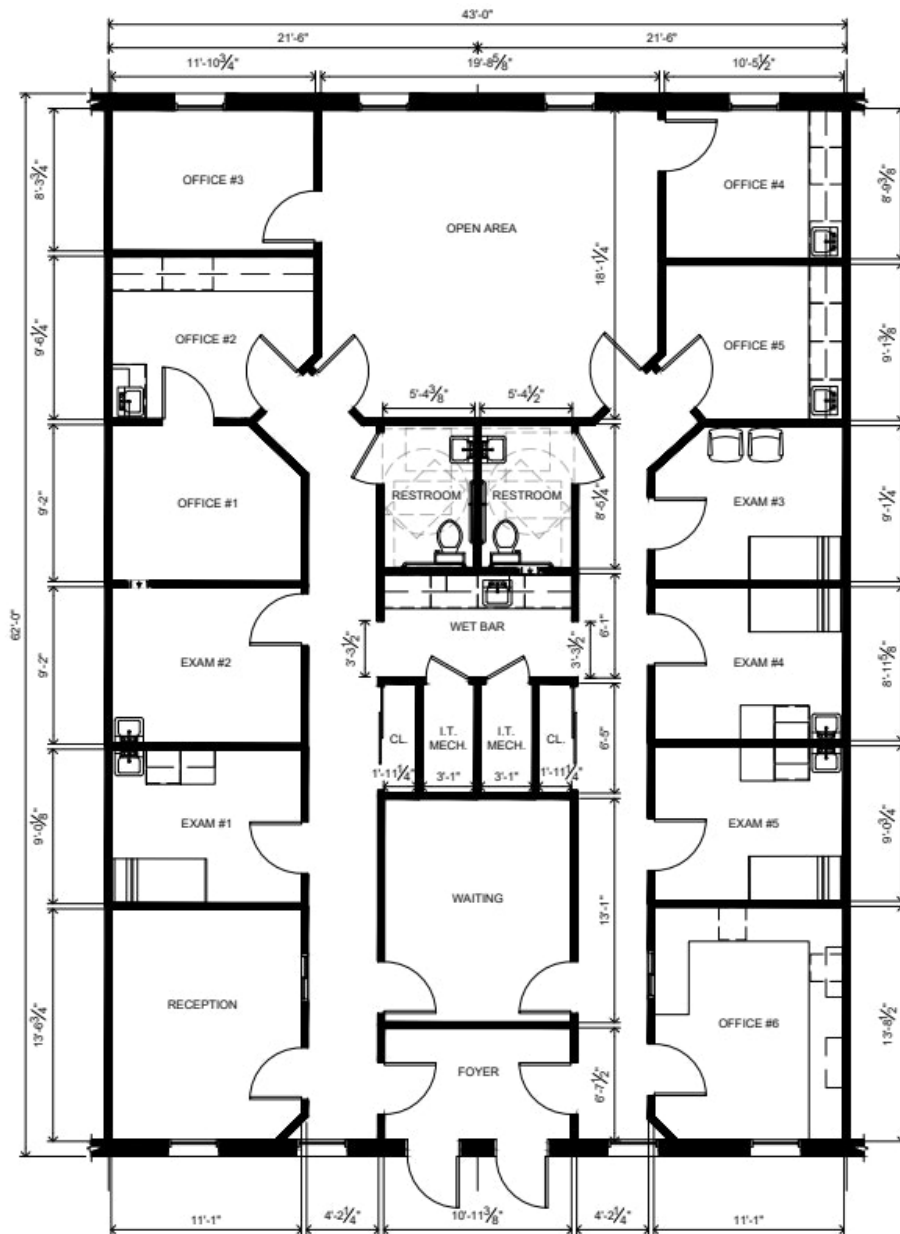 43'-0"
21'-6"
21'-6"
11'-10¾"
19'-8⅝"
10'-5½"
8'-3¾"
OFFICE #3
OPEN AREA
OFFICE #4
8'-9⅜"
18'-1¼"
9'-6¼"
OFFICE #2
OFFICE #5
9'-1⅜"
5'-4⅜"
5'-4½"
9'-2"
OFFICE #1
RESTROOM
RESTROOM
8'-5¼"
EXAM #3
9'-1¼"
62'-0"
9'-2"
EXAM #2
3'-3½"
WET BAR
3'-3½"
6'-1"
EXAM #4
8'-11⅝"
CL.
I.T.
MECH.
I.T.
MECH.
CL.
6'-5"
1'-11¼"
3'-1"
3'-1"
1'-11¼"
9'-0⅛"
EXAM #1
EXAM #5
9'-0¾"
WAITING
13'-1"
13'-6¾"
RECEPTION
OFFICE #6
13'-8½"
FOYER
6'-7½"
11'-1"
4'-2¼"
10'-11⅜"
4'-2¼"
11'-1"